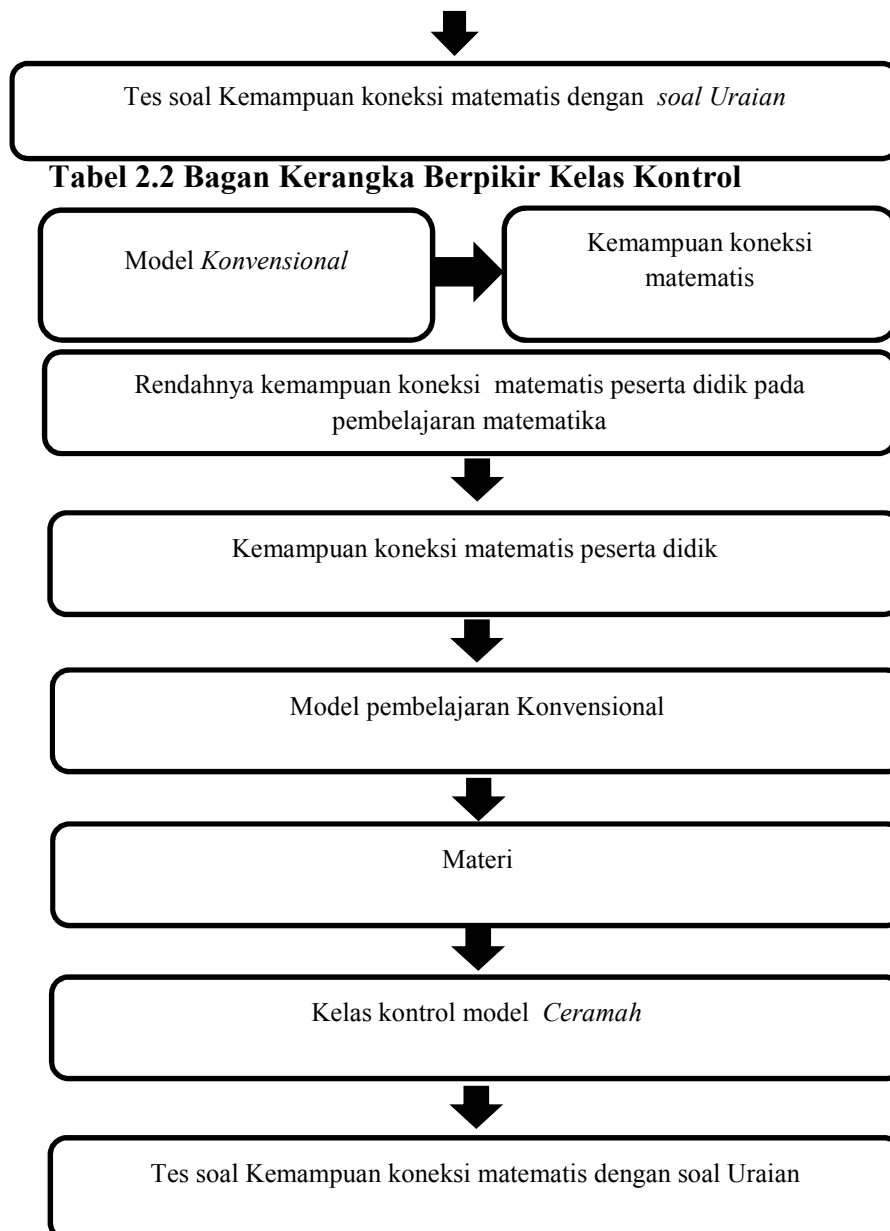 Tes soal Kemampuan koneksi matematis dengan soal Uraian
Tabel 2.2 Bagan Kerangka Berpikir Kelas Kontrol
Model Konvensional
Kemampuan koneksi
matematis
Rendahnya kemampuan koneksi matematis peserta didik pada
pembelajaran matematika
Kemampuan koneksi matematis peserta didik
Model pembelajaran Konvensional
Materi
Kelas kontrol model Ceramah
Tes soal Kemampuan koneksi matematis dengan soal Uraian